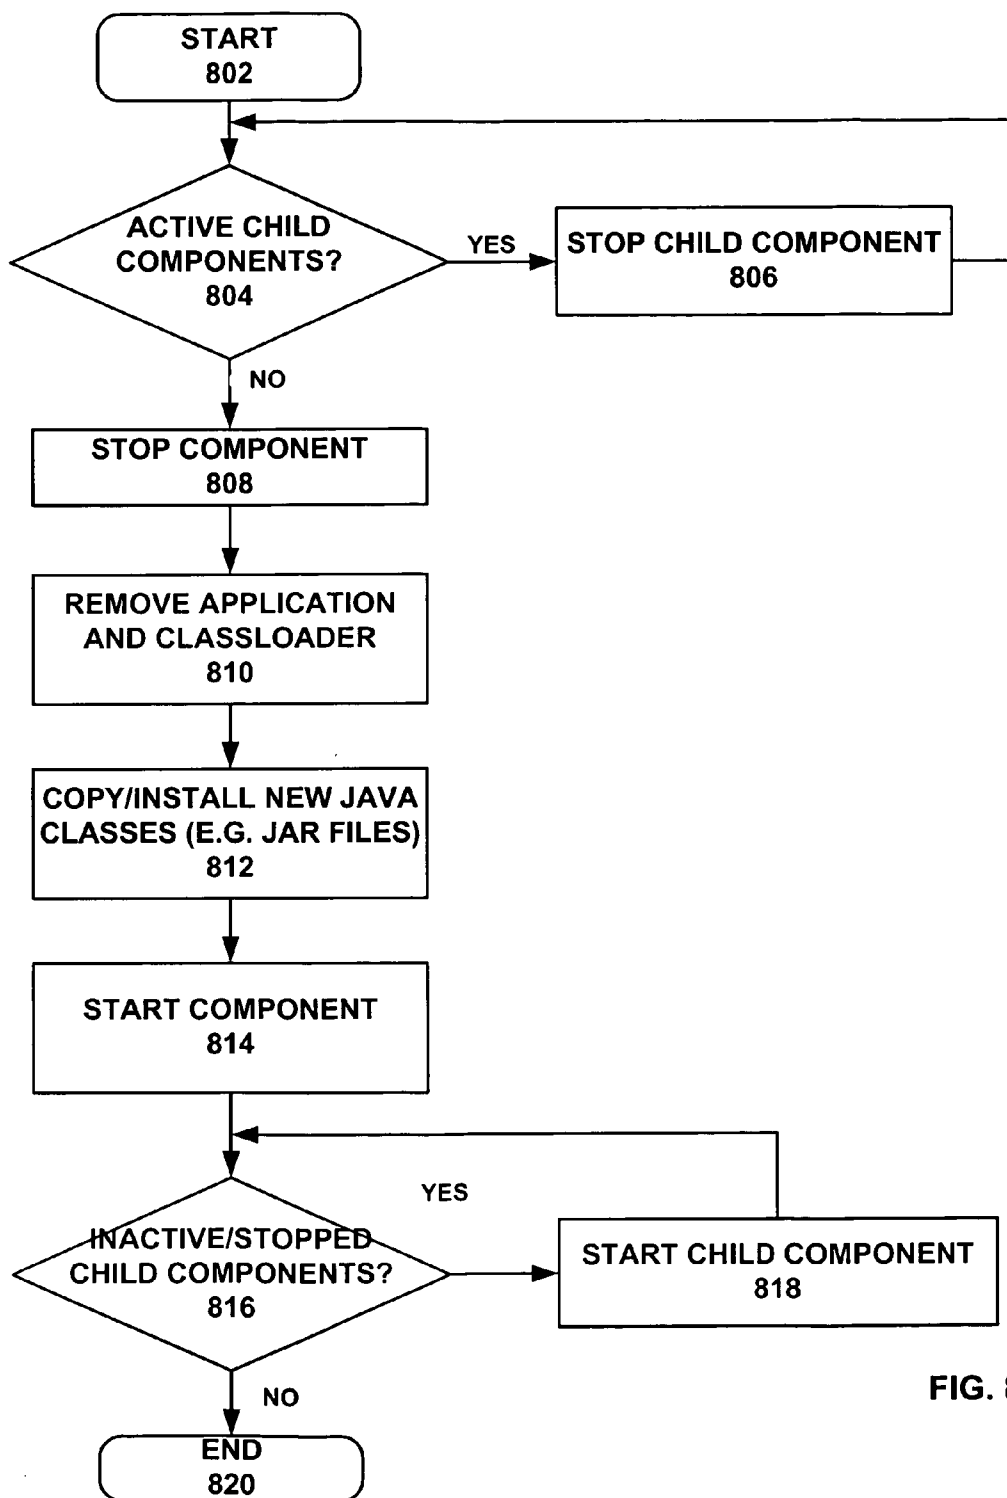 START
802
ACTIVE CHILD
COMPONENTS?
804
YES
STOP CHILD COMPONENT
806
NO
STOP COMPONENT
808
REMOVE APPLICATION
AND CLASSLOADER
810
COPY/INSTALL NEW JAVA
CLASSES (E.G. JAR FILES)
812
START COMPONENT
814
YES
INACTIVE/STOPPED
CHILD COMPONENTS?
816
START CHILD COMPONENT
818
NO
FIG. 8
END
820